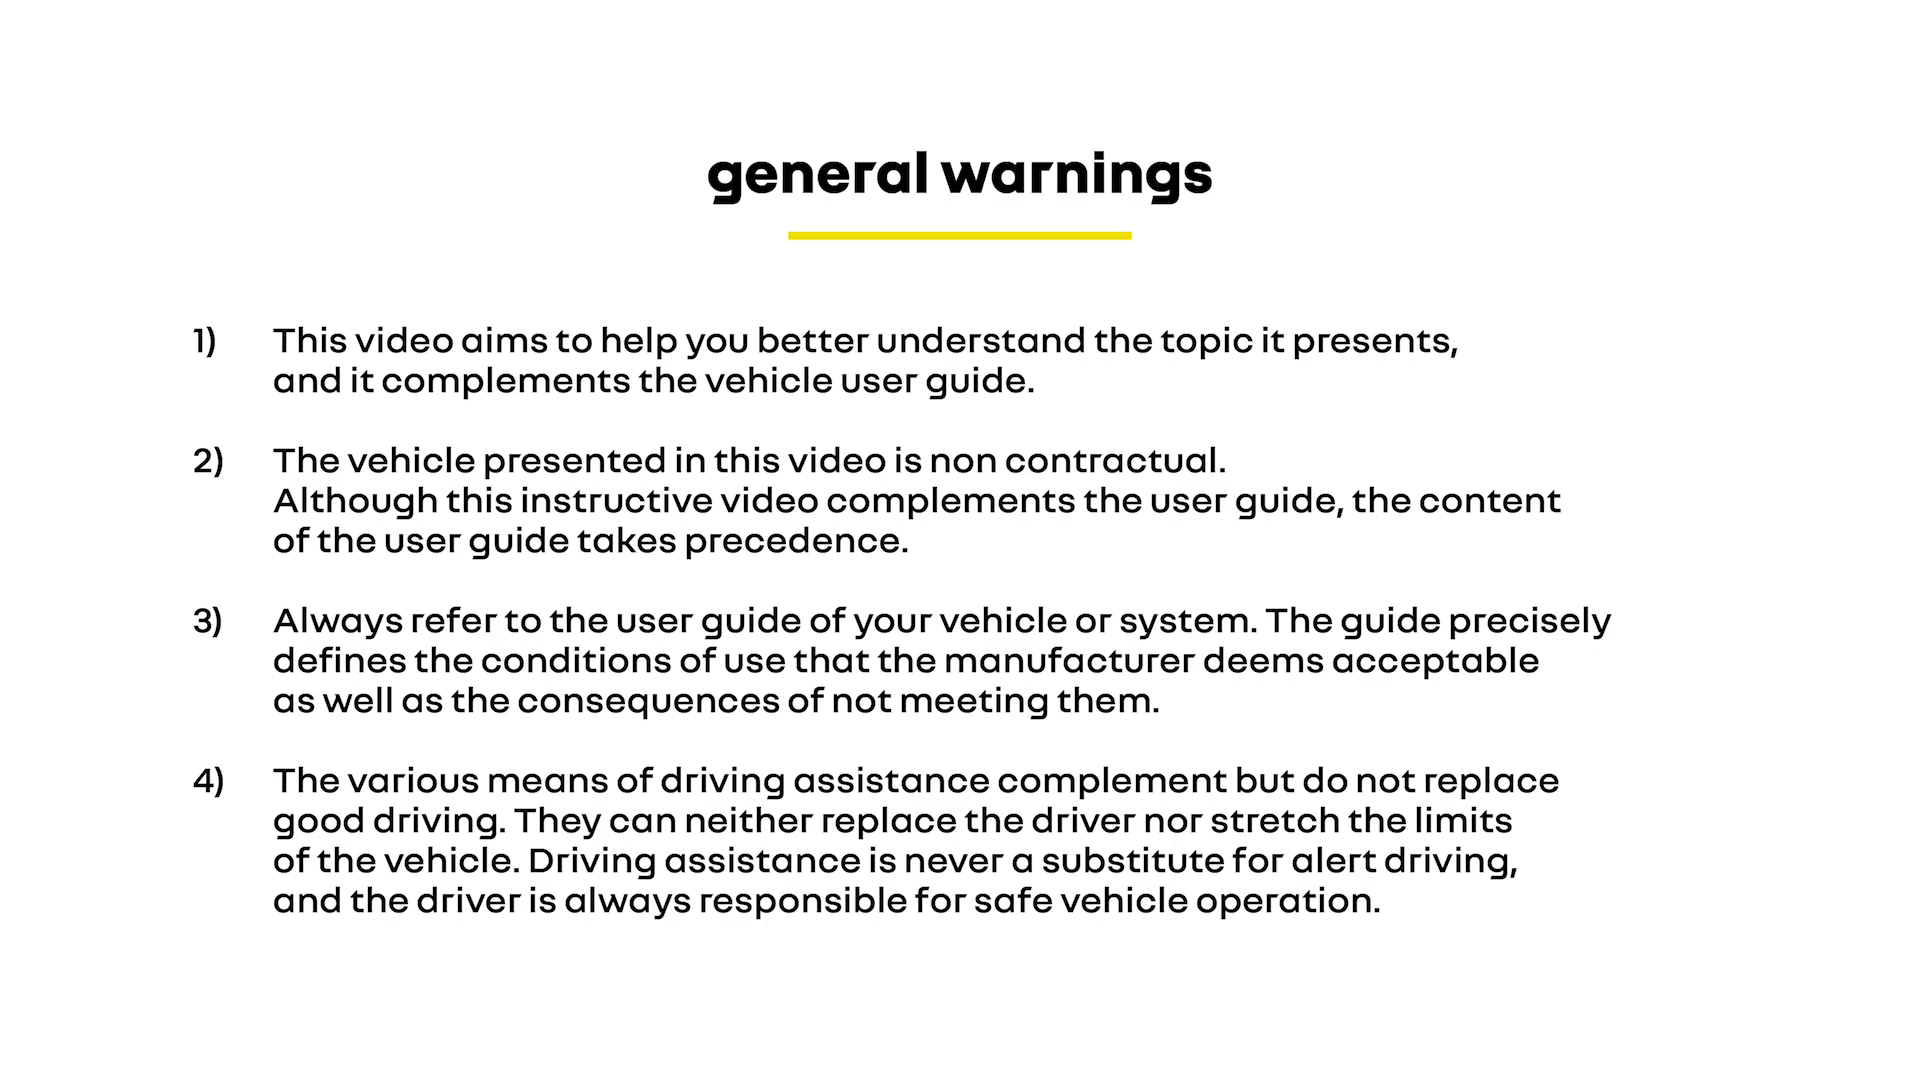 general warnings
1) This video aims to help you better understand the topic it presents,
and it complements the vehicle user guide.
2) The vehicle presented in this video is non contractual.
Although this instructive video complements the user guide, the content
of the user guide takes precedence.
3) Always refer to the user guide of your vehicle or system. The guide precisely
defines the conditions of use that the manufacturer deems acceptable
as well as the consequences of not meeting them.
4) The various means of driving assistance complement but do not replace
good driving. They can neither replace the driver nor stretch the limits
of the vehicle. Driving assistance is never a substitute for alert driving,
and the driver is always responsible for safe vehicle operation.